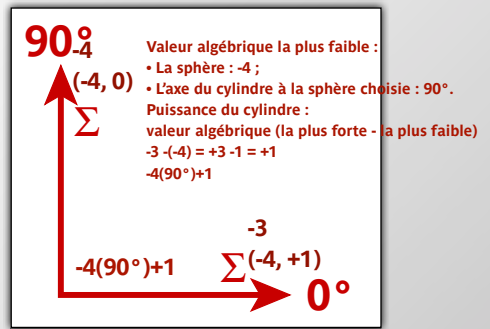 90°
-4
(-4, 0)
Σ
Valeur algébrique la plus faible :
• La sphère : -4 ;
• L’axe du cylindre à la sphère choisie : 90°.
Puissance du cylindre :
valeur algébrique (la plus forte - la plus faible)
-3 -(-4) = +3 -1 = +1
-4(90°)+1
-3
Σ(-4, +1)
-4(90°)+1
0°